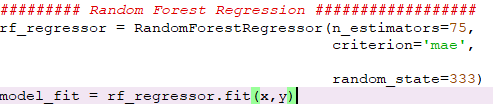 ######### Random Forest Regression ##################
rf_regressor = RandomForestRegressor(n_estimators=75,
criterion='mae',
random_state=333)
model_fit = rf_regressor.fit(x,y)